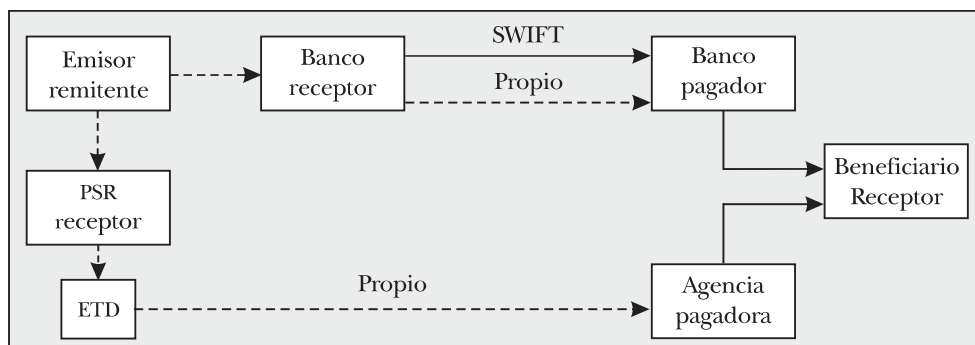 Emisor
remitente
Banco
receptor
SWIFT
Propio
Banco
pagador
PSR
receptor
Beneficiario
Receptor
ETD
Propio
Agencia
pagadora